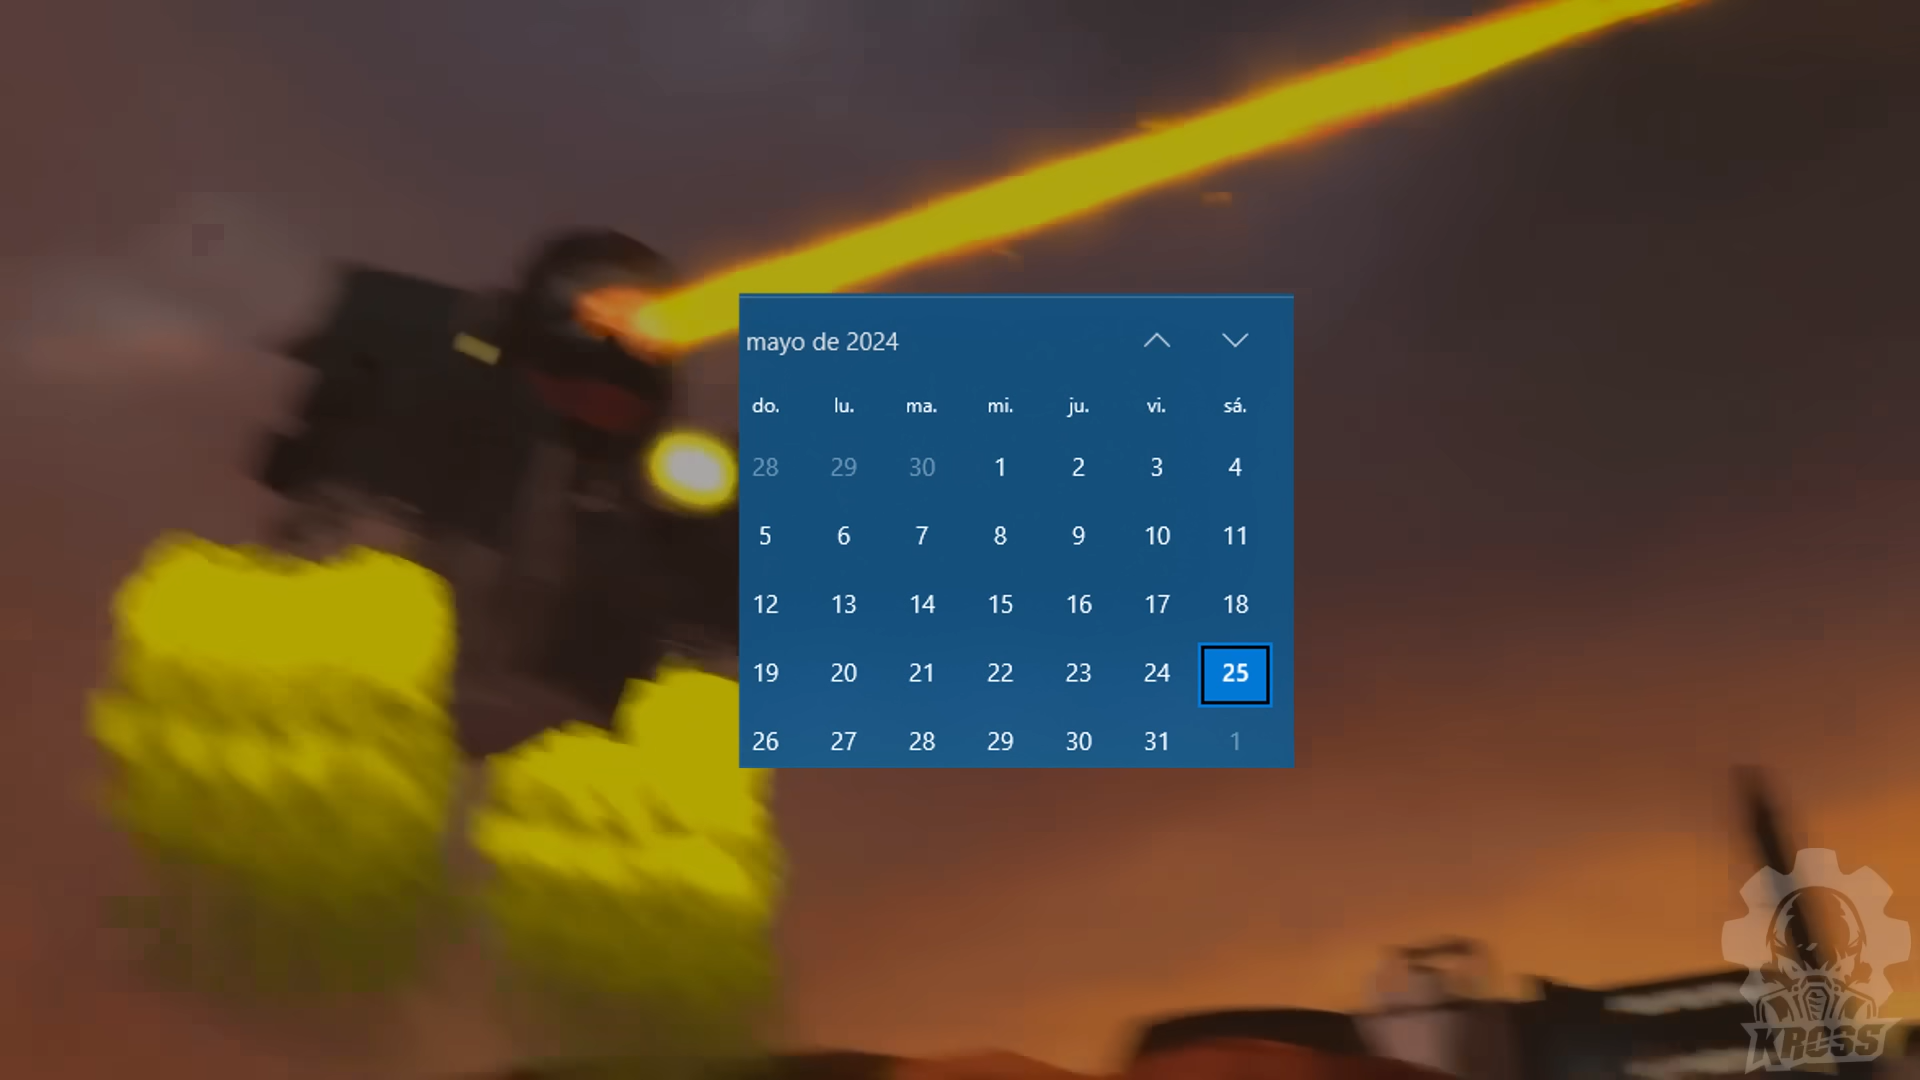 mayo de 2024
do. lu. ma. mi. ju. vi. sá.
28 29 30 1 2 3 4
5 6 7 8 9 10 11
12 13 14 15 16 17 18
19 20 21 22 23 24 25
26 27 28 29 30 31 1
KROSS